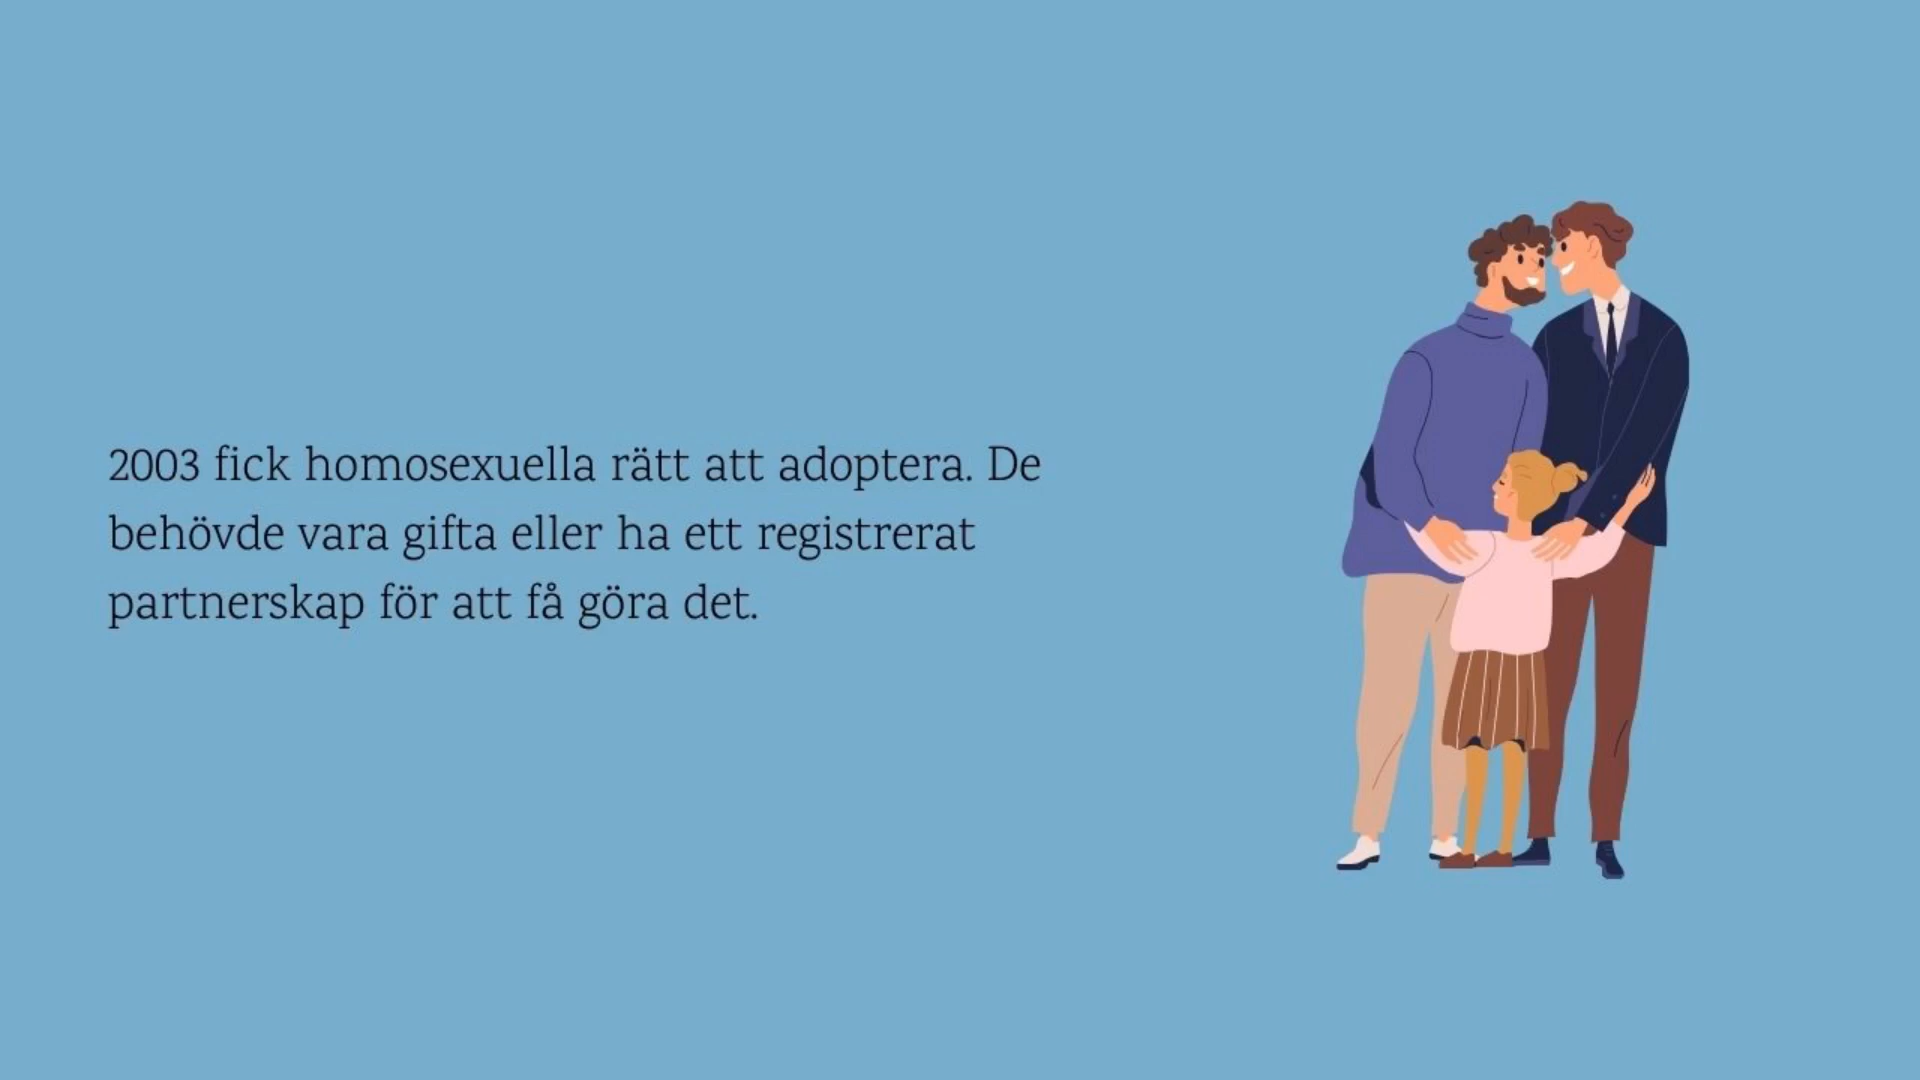 2003 fick homosexuella rätt att adoptera. De
behövde vara gifta eller ha ett registrerat
partnerskap för att få göra det.